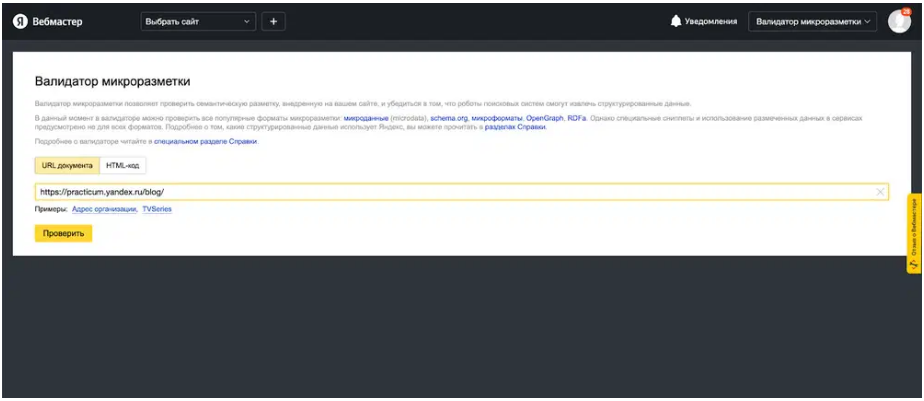 Я Вебмастер
Выбрать сайт
+
Уведомления
Валидатор микроразметки
28
Валидатор микроразметки
Валидатор микроразметки позволяет проверить семантическую разметку, внедренную на вашем сайте, и убедиться в том, что роботы поисковых систем смогут извлечь структурированные данные.
В данный момент в валидаторе можно проверить все популярные форматы микроразметки: микроданные (microdata), schema.org, микроформаты, OpenGraph, RDFa. Однако специальные сниппеты и использование размеченных данных в сервисах
предусмотрено не для всех форматов. Подробнее о том, какие структурированные данные использует Яндекс, вы можете прочитать в разделах Справки.
Подробнее о валидаторе читайте в специальном разделе Справки.
URL документа
HTML-код
https://practicum.yandex.ru/blog/
Примеры: Адрес организации, TVSeries
Проверить
Отзыв о Вебмастере